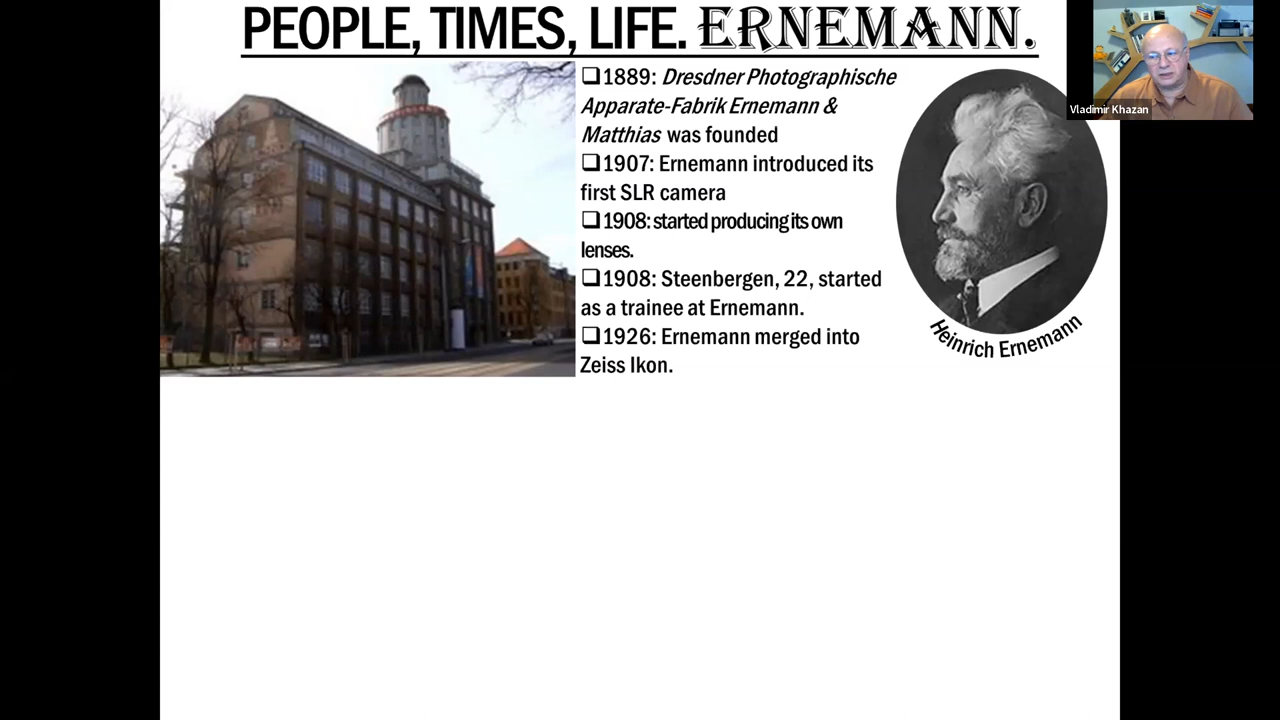 PEOPLE, TIMES, LIFE. ERNEMANN.
❑1889: Dresdner Photographische
Apparate-Fabrik Ernemann &
Matthias was founded
❑1907: Ernemann introduced its
first SLR camera
❑1908: started producing its own
lenses.
❑1908: Steenbergen, 22, started
as a trainee at Ernemann.
❑1926: Ernemann merged into
Zeiss Ikon.
Heinrich Ernemann
Vladimir Khazan